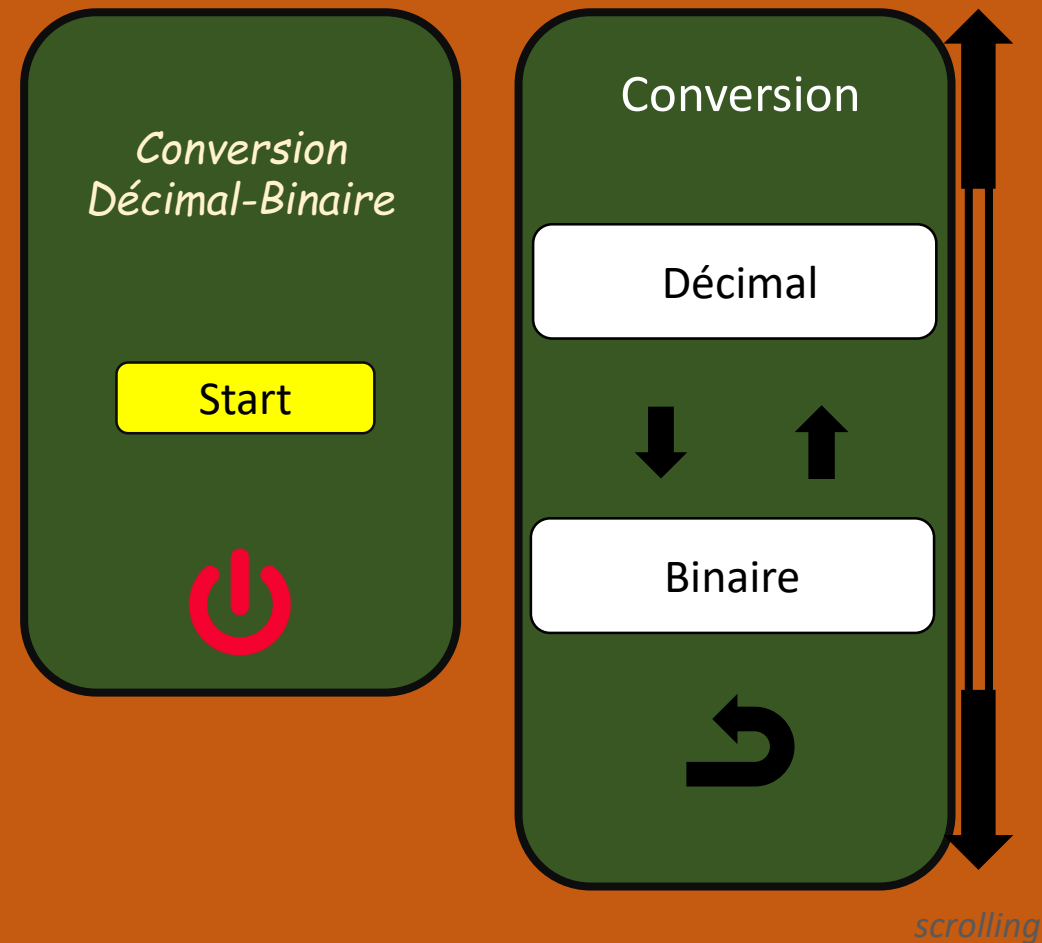 Conversion
Décimal-Binaire
Start
Conversion
Décimal
Binaire
scrolling